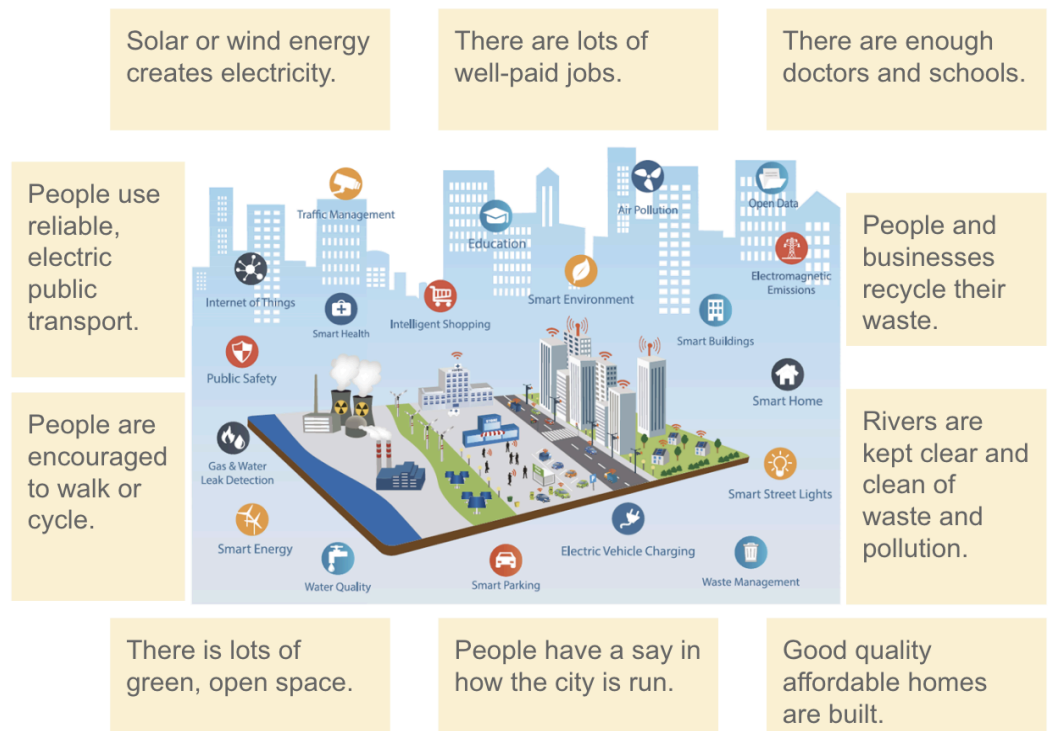 Solar or wind energy
creates electricity.
There are lots of
well-paid jobs.
There are enough
doctors and schools.
People use
reliable,
electric
public
transport.
Traffic Management
Education
Air Pollution
Open Data
Internet of Things
Smart Health
Intelligent Shopping
Smart Environment
Electromagnetic
Emissions
Smart Buildings
Public Safety
Smart Home
People and
businesses
recycle their
waste.
People are
encouraged
to walk or
cycle.
Gas & Water
Leak Detection
Smart Street Lights
Smart Energy
Electric Vehicle Charging
Water Quality
Smart Parking
Waste Management
Rivers are
kept clear and
clean of
waste and
pollution.
There is lots of
green, open space.
People have a say in
how the city is run.
Good quality
affordable homes
are built.